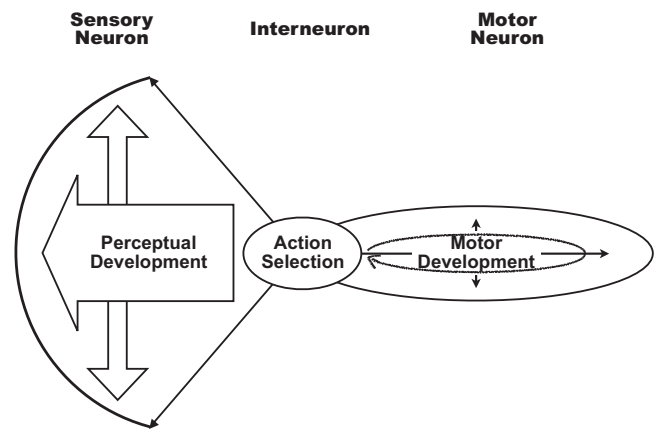 Sensory
Neuron
Interneuron
Motor
Neuron
Perceptual
Development
Action
Selection
Motor
Development